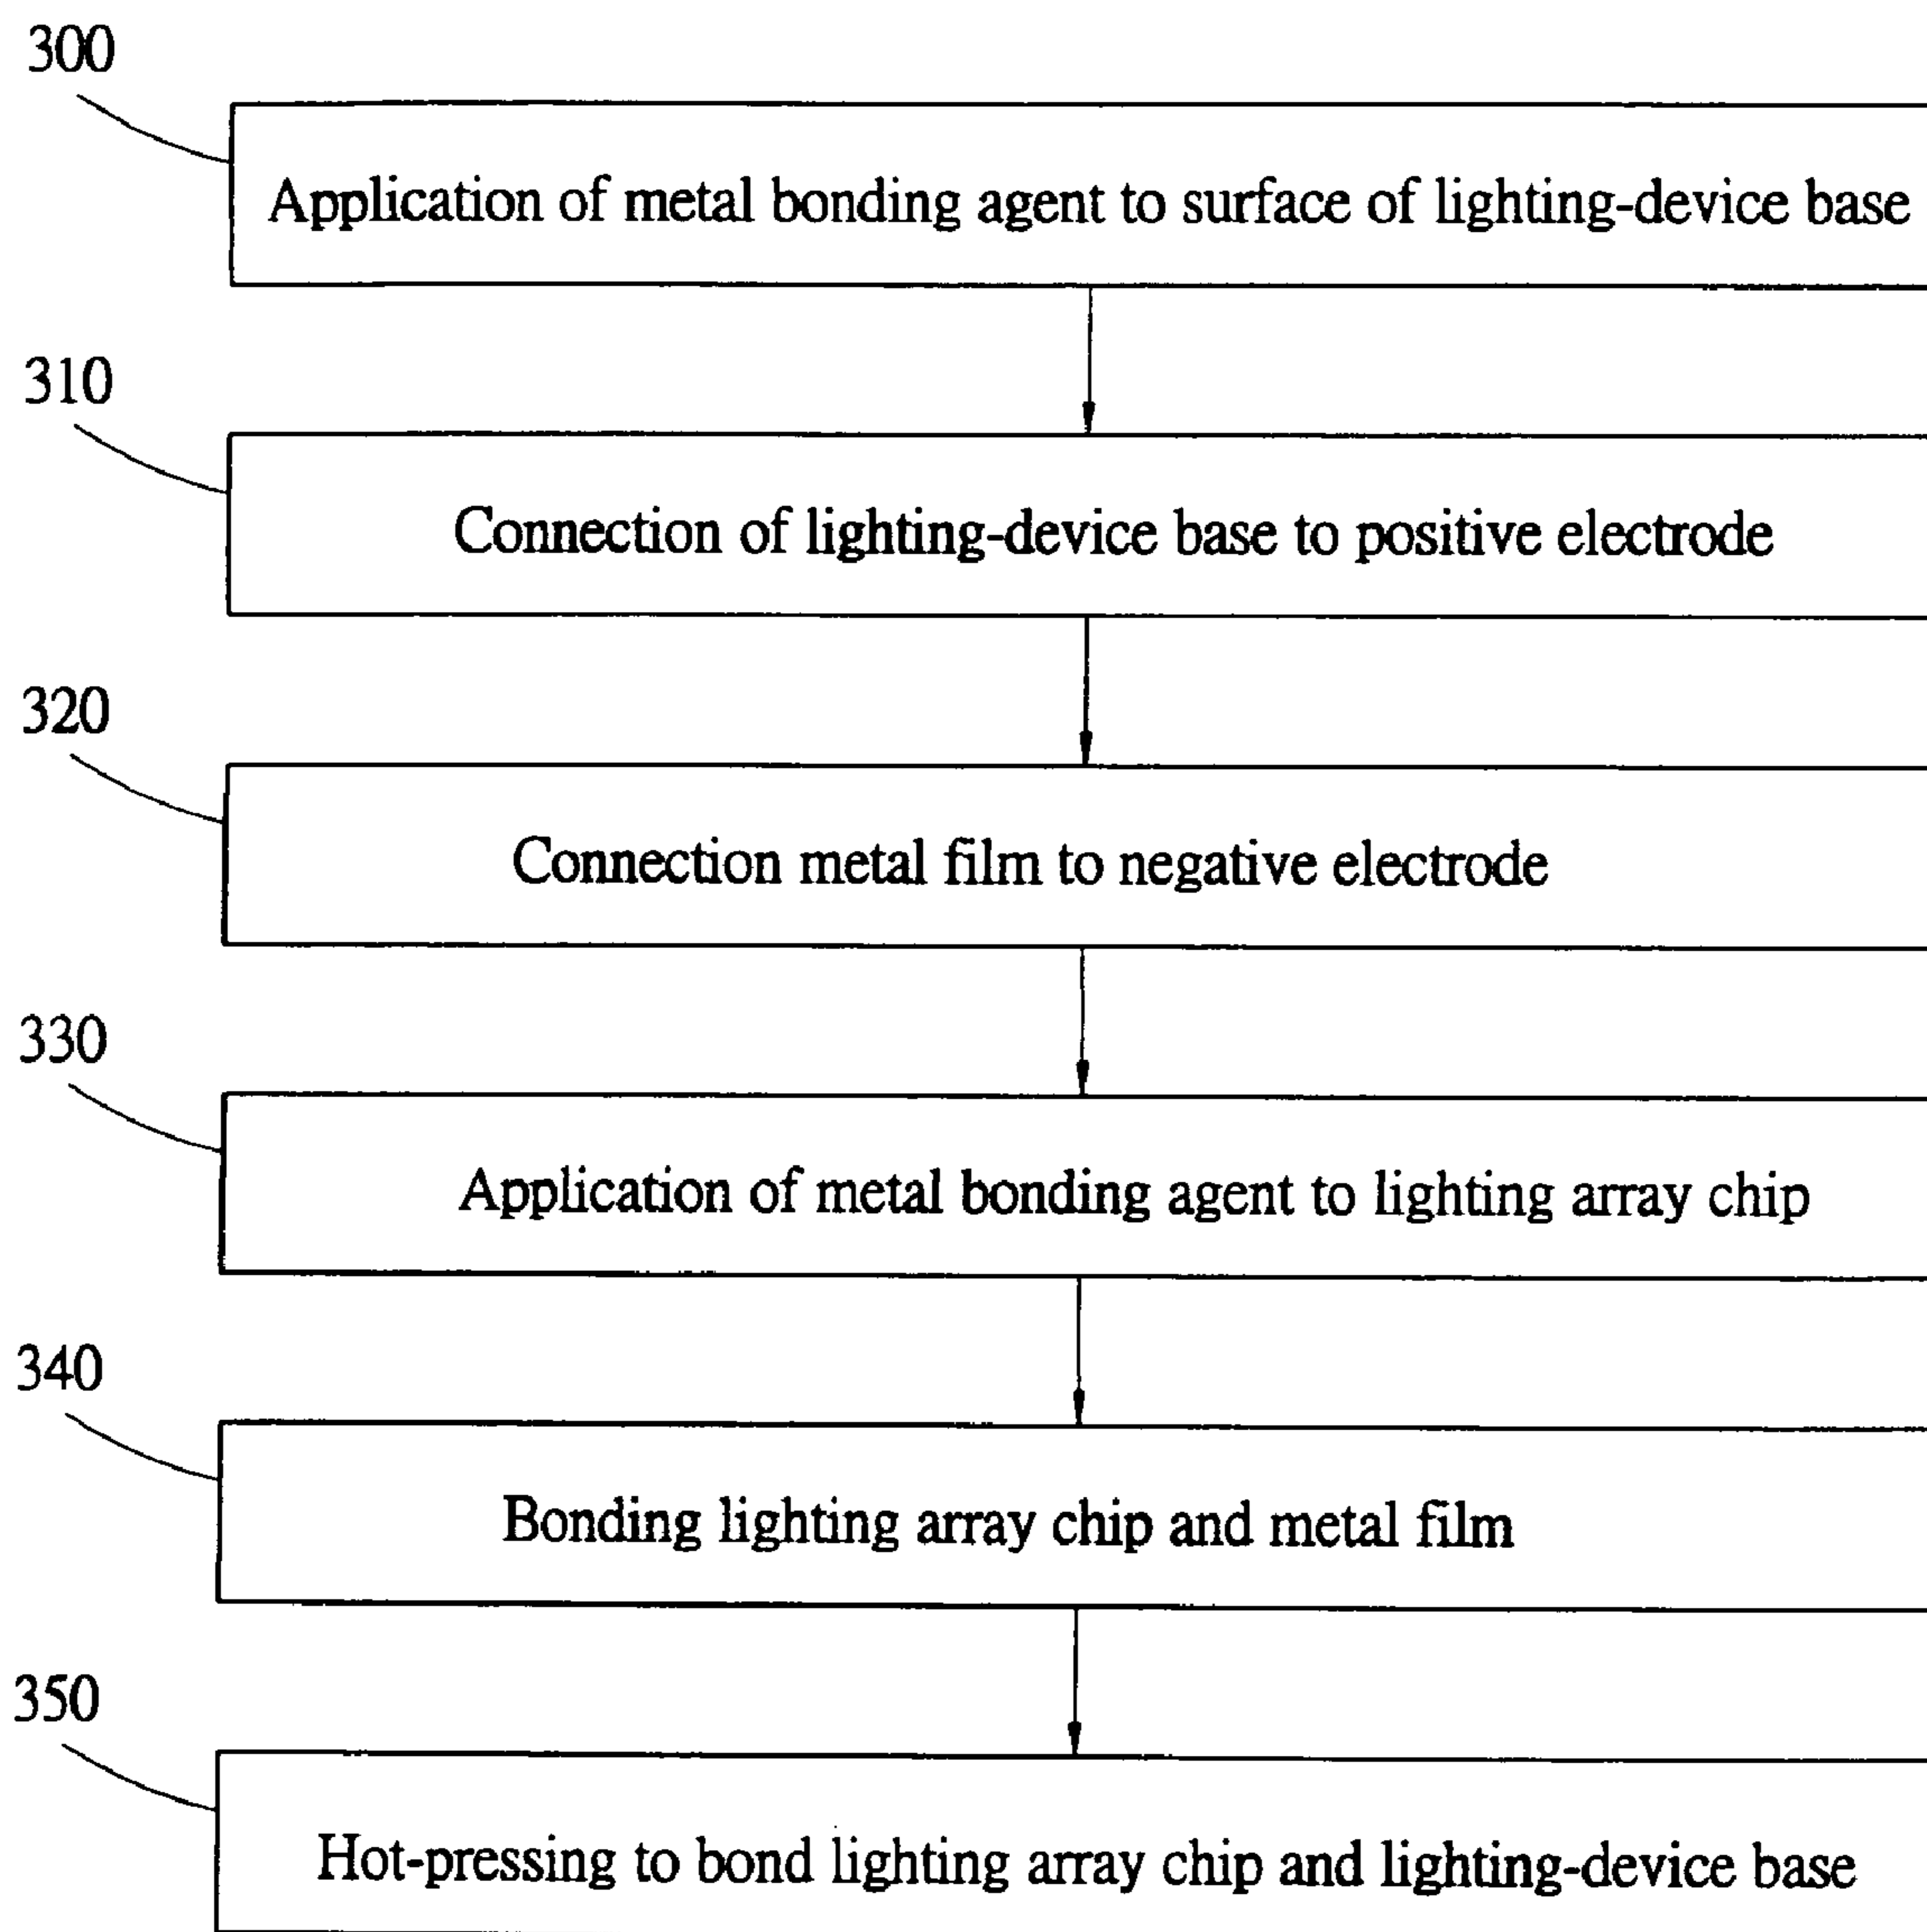 300
Application of metal bonding agent to surface of lighting-device base
310
Connection of lighting-device base to positive electrode
320
Connection metal film to negative electrode
330
Application of metal bonding agent to lighting array chip
340
Bonding lighting array chip and metal film
350
Hot-pressing to bond lighting array chip and lighting-device base